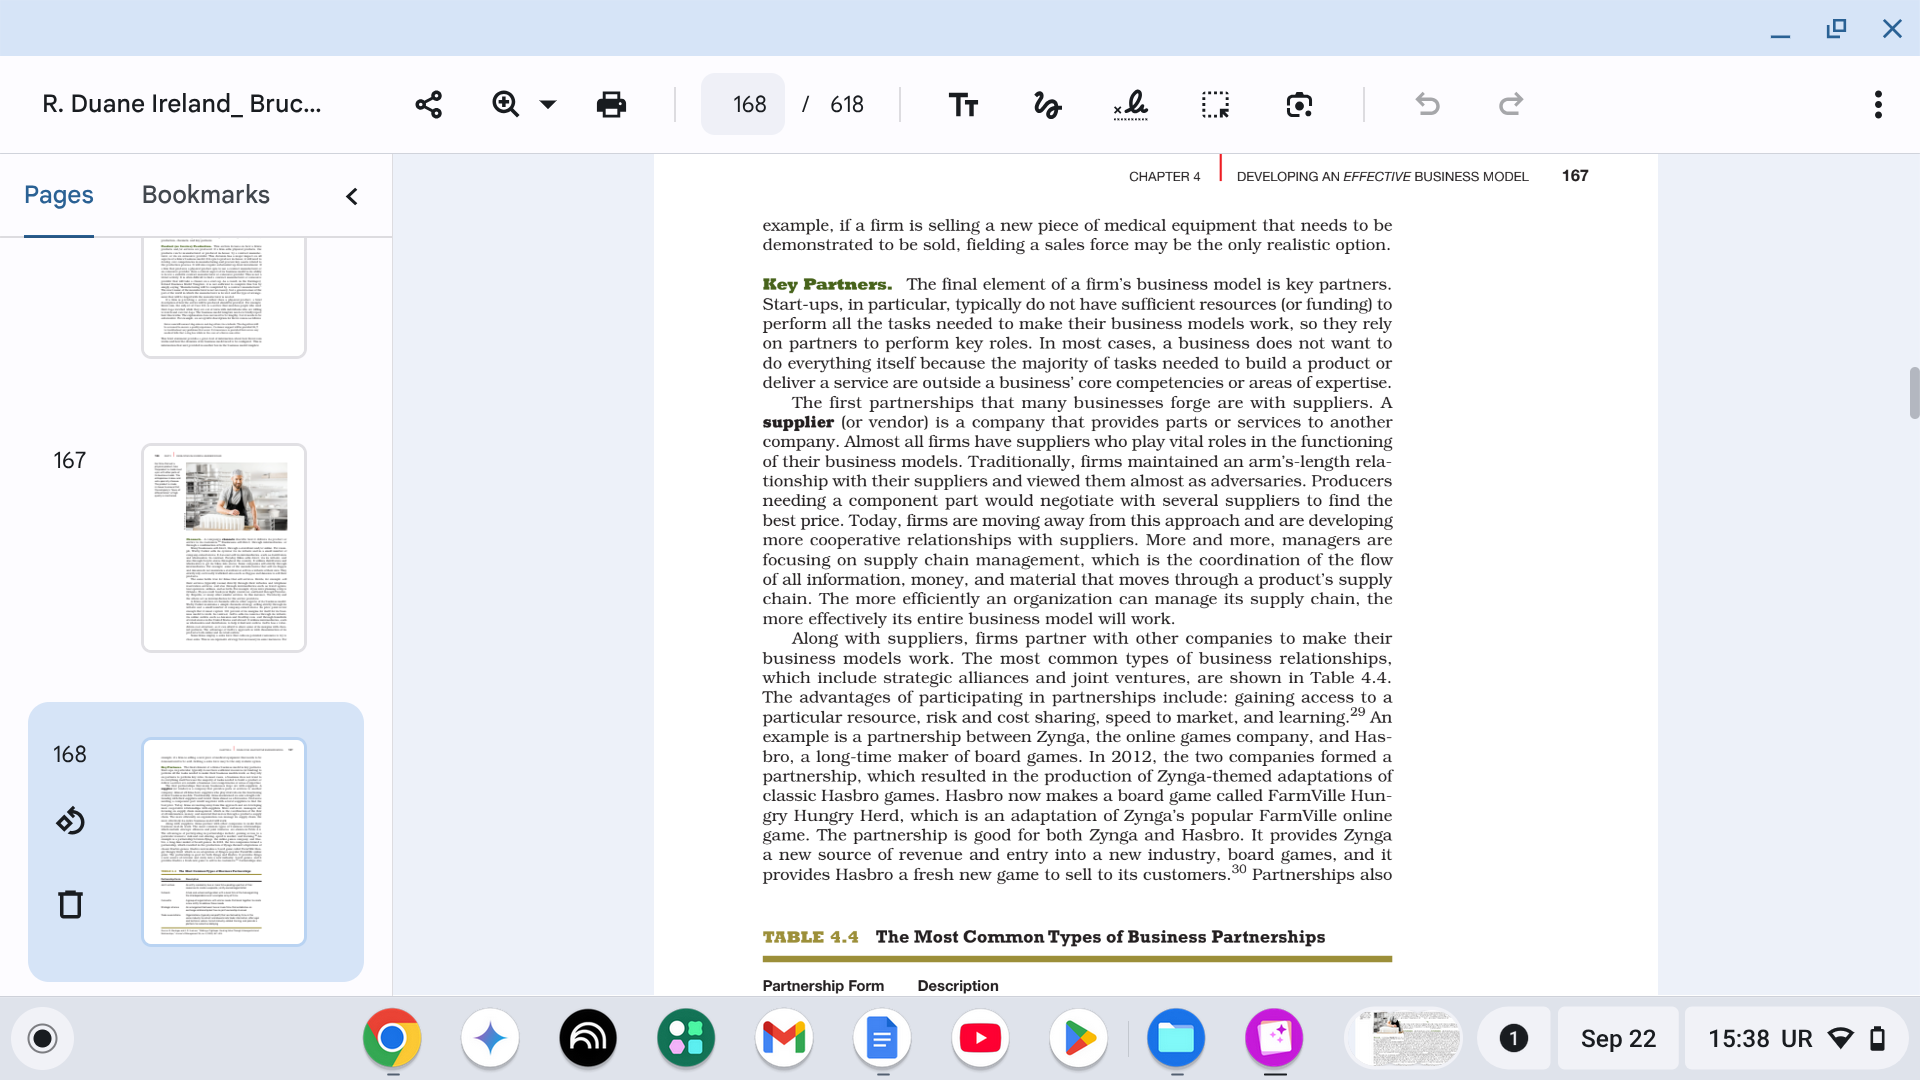 R. Duane Ireland_ Bruc...
168 / 618
Pages
Bookmarks
167
168
CHAPTER 4 DEVELOPING AN EFFECTIVE BUSINESS MODEL 167
example, if a firm is selling a new piece of medical equipment that needs to be
demonstrated to be sold, fielding a sales force may be the only realistic option.
Key Partners. The final element of a firm's business model is key partners.
Start-ups, in particular, typically do not have sufficient resources (or funding) to
perform all the tasks needed to make their business models work, so they rely
on partners to perform key roles. In most cases, a business does not want to
do everything itself because the majority of tasks needed to build a product or
deliver a service are outside a business' core competencies or areas of expertise.
The first partnerships that many businesses forge are with suppliers. A
supplier (or vendor) is a company that provides parts or services to another
company. Almost all firms have suppliers who play vital roles in the functioning
of their business models. Traditionally, firms maintained an arm's-length rela-
tionship with their suppliers and viewed them almost as adversaries. Producers
needing a component part would negotiate with several suppliers to find the
best price. Today, firms are moving away from this approach and are developing
more cooperative relationships with suppliers. More and more, managers are
focusing on supply chain management, which is the coordination of the flow
of all information, money, and material that moves through a product's supply
chain. The more efficiently an organization can manage its supply chain, the
more effectively its entire business model will work.
Along with suppliers, firms partner with other companies to make their
business models work. The most common types of business relationships,
which include strategic alliances and joint ventures, are shown in Table 4.4.
The advantages of participating in partnerships include: gaining access to a
particular resource, risk and cost sharing, speed to market, and learning.29 An
example is a partnership between Zynga, the online games company, and Has-
bro, a long-time maker of board games. In 2012, the two companies formed a
partnership, which resulted in the production of Zynga-themed adaptations of
classic Hasbro games. Hasbro now makes a board game called FarmVille Hun-
gry Hungry Herd, which is an adaptation of Zynga's popular FarmVille online
game. The partnership is good for both Zynga and Hasbro. It provides Zynga
a new source of revenue and entry into a new industry, board games, and it
provides Hasbro a fresh new game to sell to its customers.30 Partnerships also
TABLE 4.4 The Most Common Types of Business Partnerships
Partnership Form Description
1
Sep 22
15:38 UR